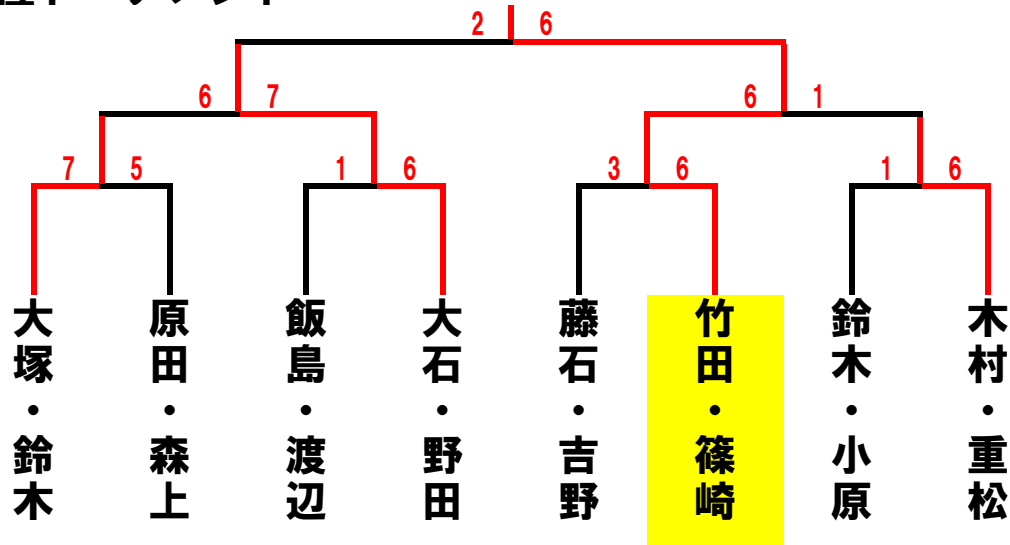 2 6
6 7
6 1
7 5
1 6
3 6
1 6
大塚・鈴木
原田・森上
飯島・渡辺
大石・野田
藤石・吉野
竹田・篠崎
鈴木・小原
木村・重松